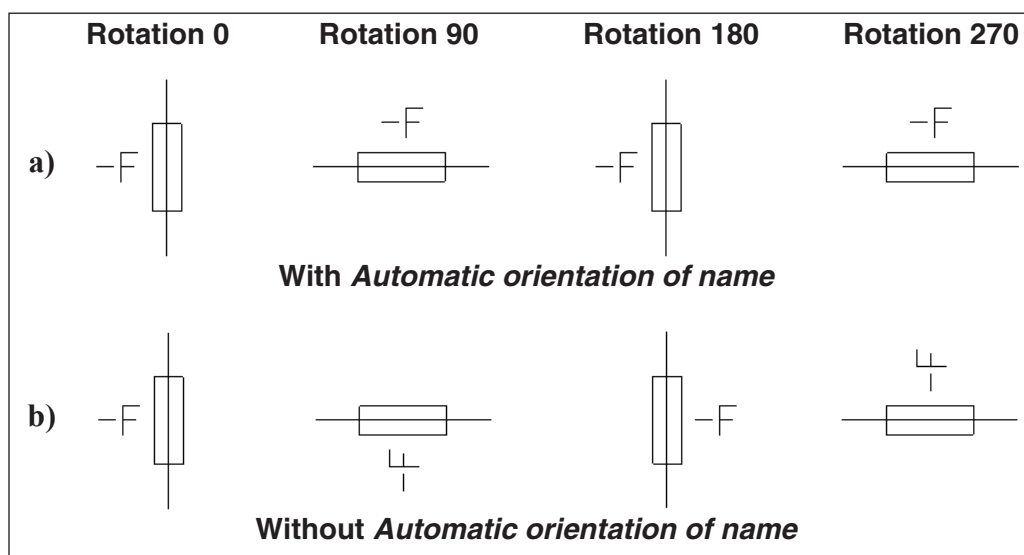 Rotation 0 Rotation 90 Rotation 180 Rotation 270
a) -F -F -F -F
With Automatic orientation of name
b) -F -F -F -F
Without Automatic orientation of name